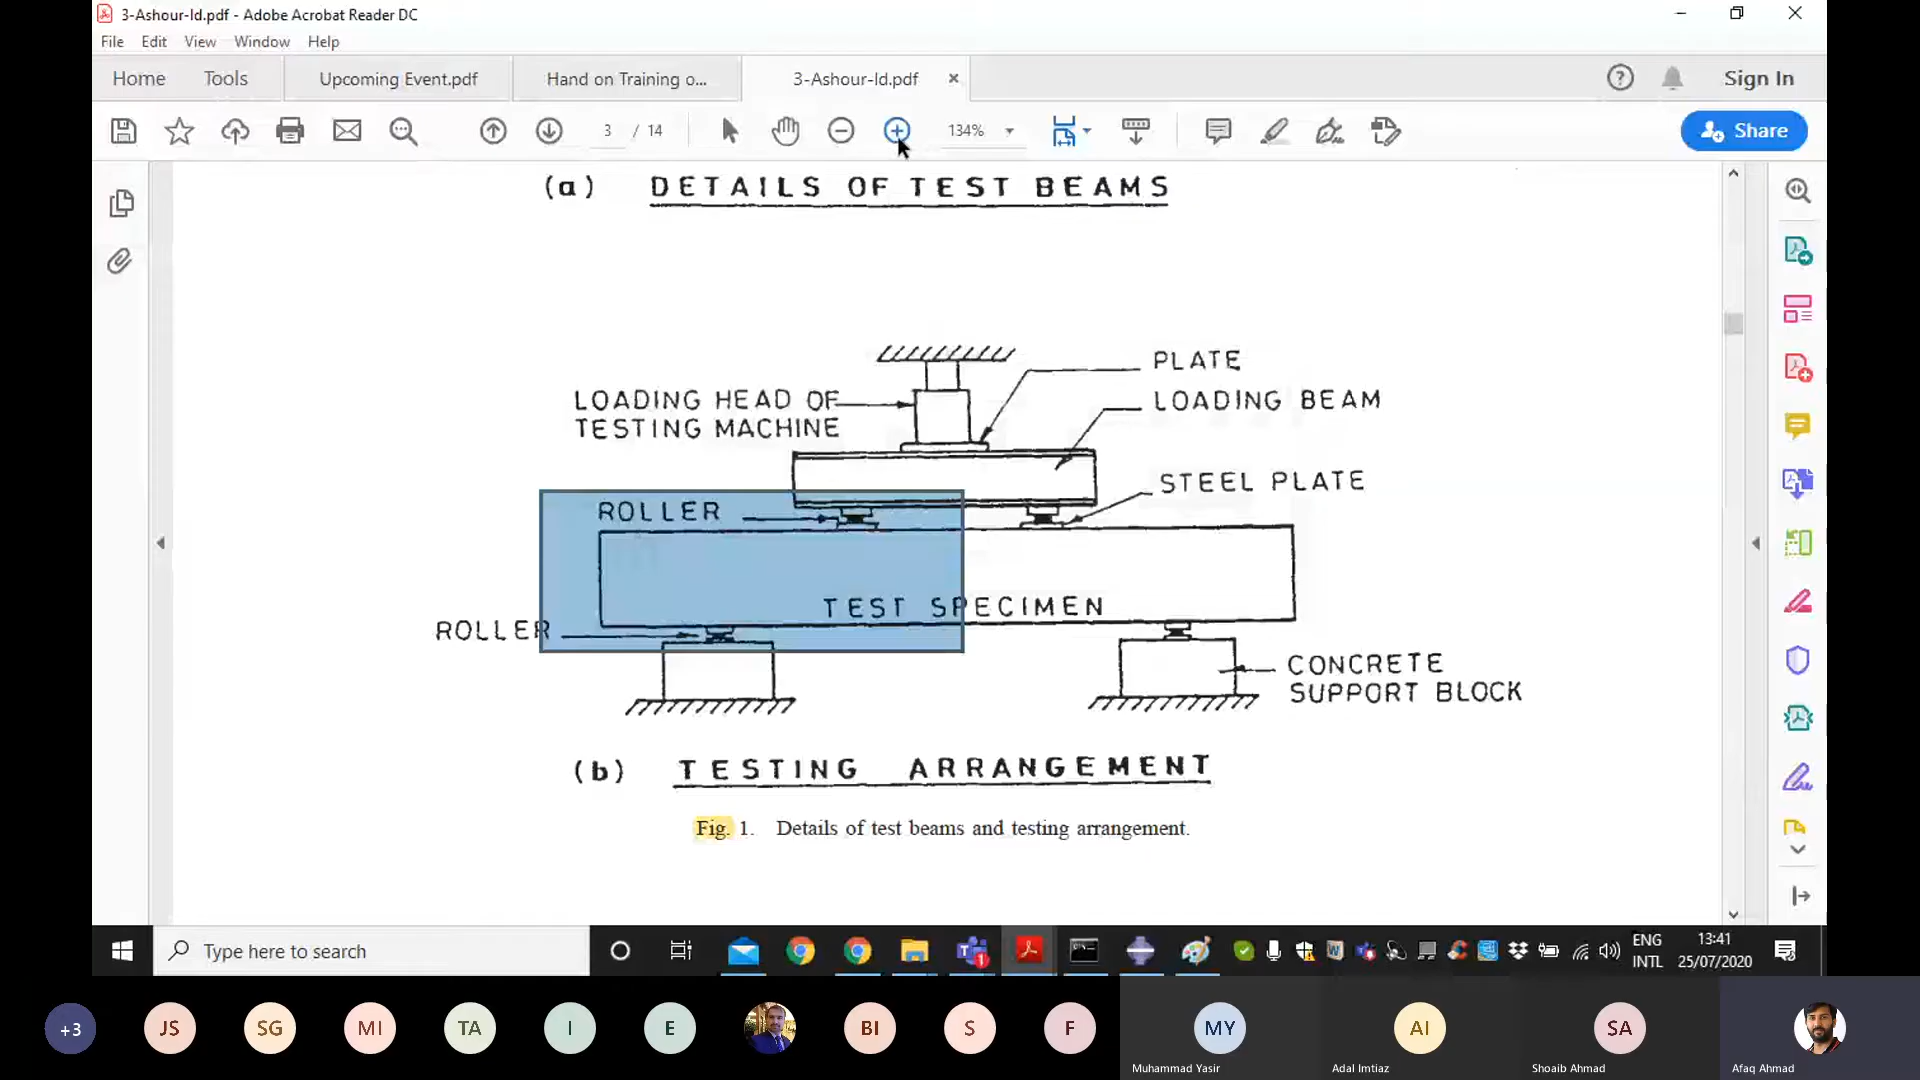 3-Ashour-Id.pdf - Adobe Acrobat Reader DC
File Edit View Window Help
Home Tools Upcoming Event.pdf Hand on Training o... 3-Ashour-Id.pdf Sign In
3 / 14 134% Share
(a) DETAILS OF TEST BEAMS
PLATE
LOADING HEAD OF TESTING MACHINE
LOADING BEAM
STEEL PLATE
ROLLER
TEST SPECIMEN
ROLLER
CONCRETE SUPPORT BLOCK
(b) TESTING ARRANGEMENT
Fig. 1. Details of test beams and testing arrangement.
Type here to search
ENG INTL
13:41
25/07/2020
+3 JS SG MI TA I E BI S F MY AI SA
Muhammad Yasir Adal Imtiaz Shoaib Ahmad Afaq Ahmad